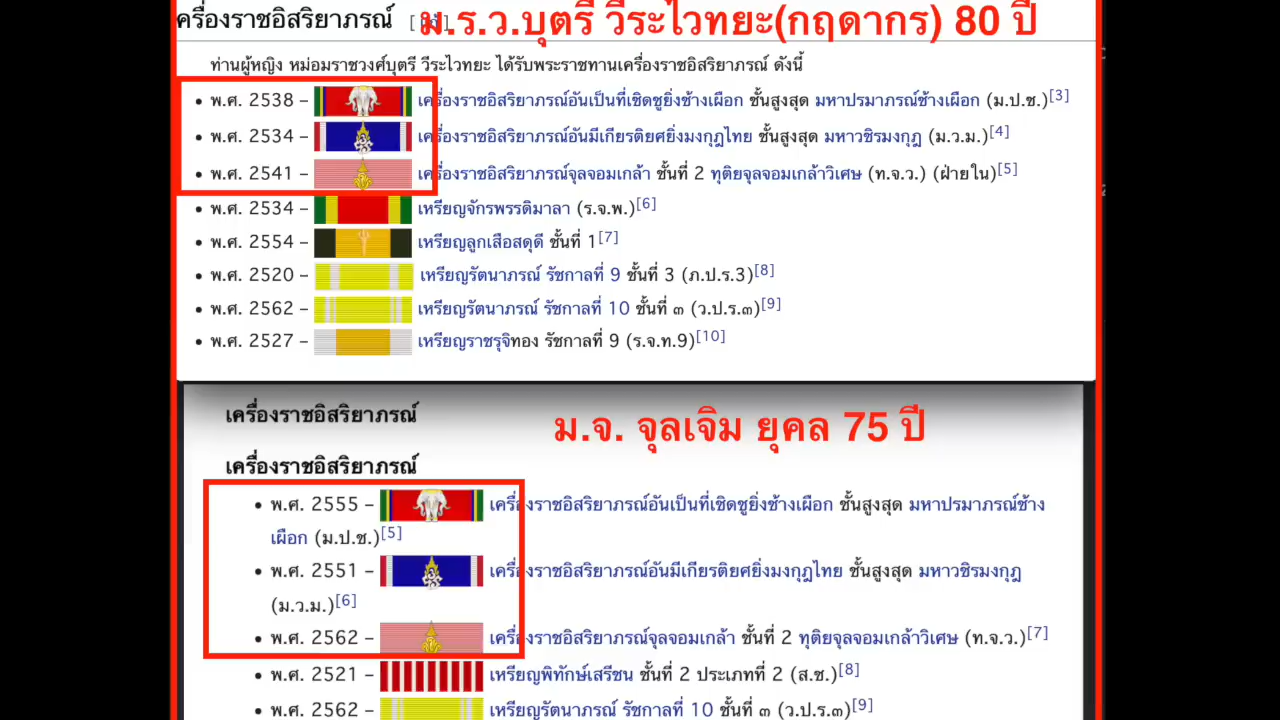 ครื่องราชอิสริยาภรณ์ [ ] ม.ร.ว.บุตรี วีระไวทยะ(กฤดากร) 80 ปี
ท่านผู้หญิง หม่อมราชวงศ์บุตรี วีระไวทยะ ได้รับพระราชทานเครื่องราชอิสริยาภรณ์ ดังนี้
• พ.ศ. 2538 – เครื่องราชอิสริยาภรณ์อันเป็นที่เชิดชูยิ่งช้างเผือก ชั้นสูงสุด มหาปรมาภรณ์ช้างเผือก (ม.ป.ช.)[3]
• พ.ศ. 2534 – เครื่องราชอิสริยาภรณ์อันมีเกียรติยศยิ่งมงกุฎไทย ชั้นสูงสุด มหาวชิรมงกุฎ (ม.ว.ม.)[4]
• พ.ศ. 2541 – เครื่องราชอิสริยาภรณ์จุลจอมเกล้า ชั้นที่ 2 ทุติยจุลจอมเกล้าวิเศษ (ท.จ.ว.) (ฝ่ายใน)[5]
• พ.ศ. 2534 – เหรียญจักรพรรดิมาลา (ร.จ.พ.)[6]
• พ.ศ. 2554 – เหรียญลูกเสือสดุดี ชั้นที่ 1[7]
• พ.ศ. 2520 – เหรียญรัตนาภรณ์ รัชกาลที่ 9 ชั้นที่ 3 (ภ.ป.ร.3)[8]
• พ.ศ. 2562 – เหรียญรัตนาภรณ์ รัชกาลที่ 10 ชั้นที่ ๓ (ว.ป.ร.๓)[9]
• พ.ศ. 2527 – เหรียญราชรุจิทอง รัชกาลที่ 9 (ร.จ.ท.9)[10]
เครื่องราชอิสริยาภรณ์
ม.จ. จุลเจิม ยุคล 75 ปี
เครื่องราชอิสริยาภรณ์
• พ.ศ. 2555 – เครื่องราชอิสริยาภรณ์อันเป็นที่เชิดชูยิ่งช้างเผือก ชั้นสูงสุด มหาปรมาภรณ์ช้าง
เผือก (ม.ป.ช.)[5]
• พ.ศ. 2551 – เครื่องราชอิสริยาภรณ์อันมีเกียรติยศยิ่งมงกุฎไทย ชั้นสูงสุด มหาวชิรมงกุฎ
(ม.ว.ม.)[6]
• พ.ศ. 2562 – เครื่องราชอิสริยาภรณ์จุลจอมเกล้า ชั้นที่ 2 ทุติยจุลจอมเกล้าวิเศษ (ท.จ.ว.)[7]
• พ.ศ. 2521 – เหรียญพิทักษ์เสรีชน ชั้นที่ 2 ประเภทที่ 2 (ส.ช.)[8]
• พ.ศ. 2562 – เหรียญรัตนาภรณ์ รัชกาลที่ 10 ชั้นที่ ๓ (ว.ป.ร.๓)[9]